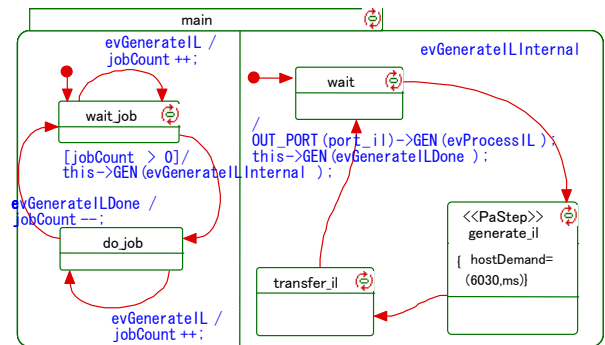 main
evGenerateIL /
jobCount ++;
wait_job
[jobCount > 0]/
this->GEN(evGenerateILInternal );
evGenerateILDone /
jobCount --;
do_job
evGenerateIL /
jobCount ++;
evGenerateILInternal
wait
/
OUT_PORT(port_il)->GEN(evProcessIL );
this->GEN(evGenerateILDone );
<<PaStep>>
generate_il
{ hostDemand=
(6030,ms)}
transfer_il